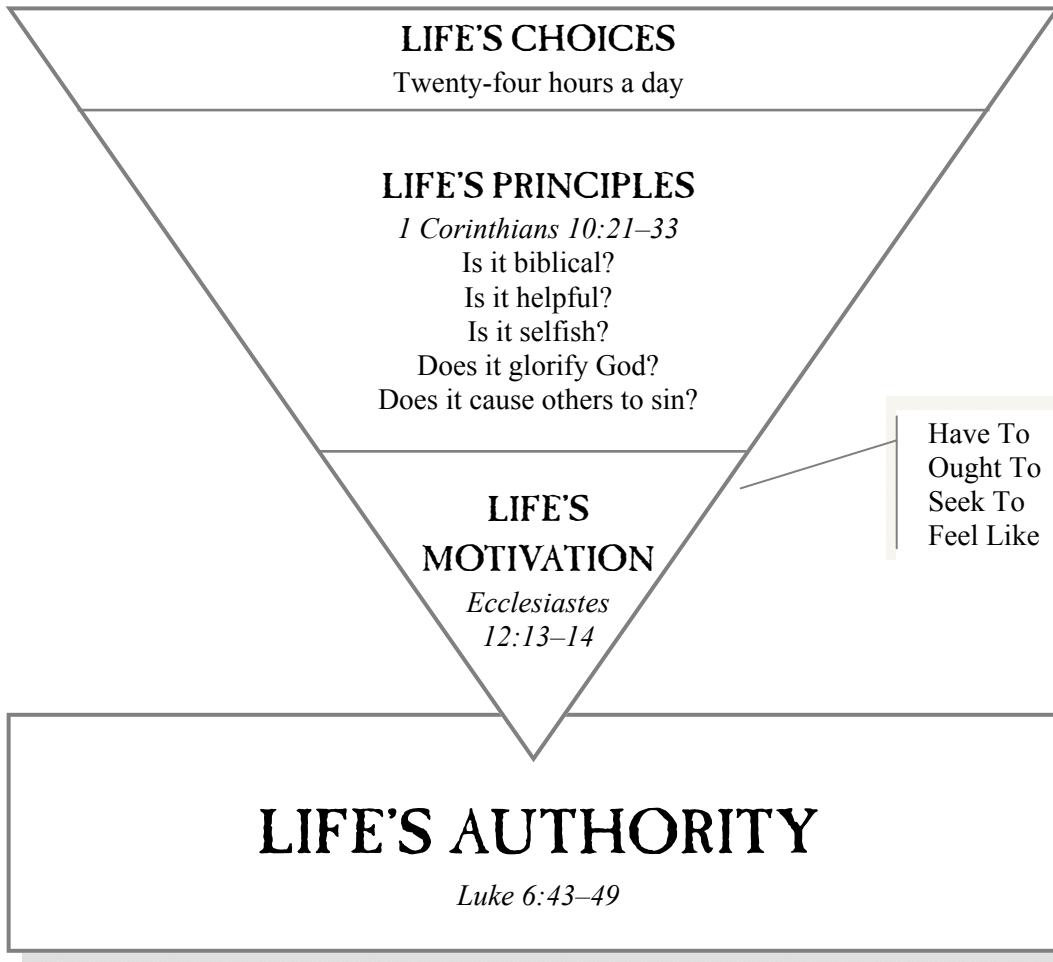 LIFE'S CHOICES
Twenty-four hours a day
LIFE'S PRINCIPLES
1 Corinthians 10:21–33
Is it biblical?
Is it helpful?
Is it selfish?
Does it glorify God?
Does it cause others to sin?
Have To
Ought To
Seek To
Feel Like
LIFE'S
MOTIVATION
Ecclesiastes
12:13–14
LIFE'S AUTHORITY
Luke 6:43–49